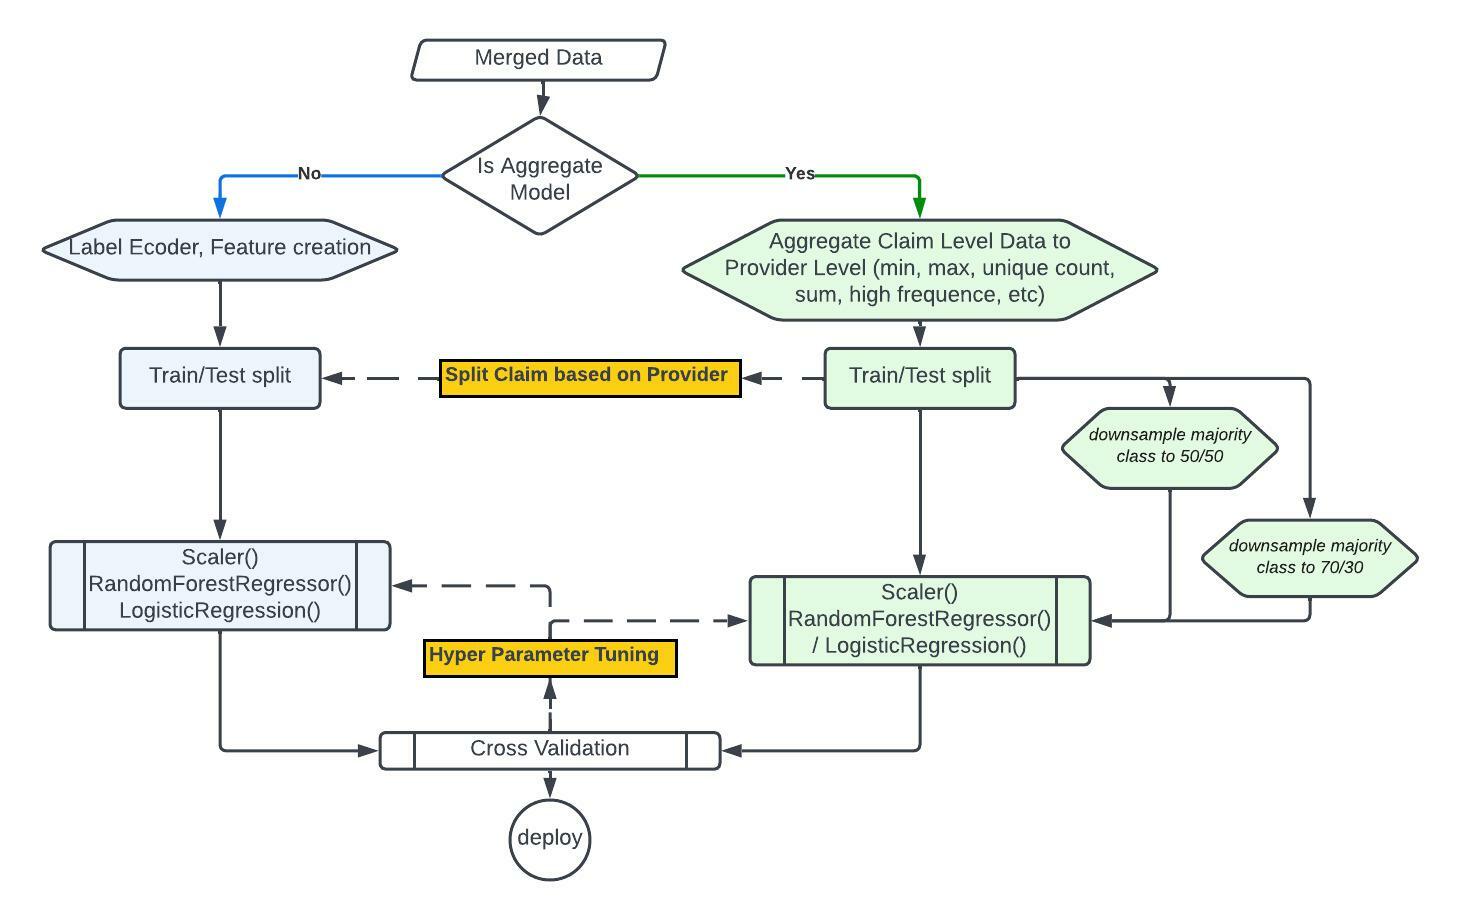 Merged Data
Is Aggregate
Model
No
Yes
Label Ecoder, Feature creation
Aggregate Claim Level Data to
Provider Level (min, max, unique count,
sum, high frequence, etc)
Train/Test split
Split Claim based on Provider
Train/Test split
downsample majority
class to 50/50
downsample majority
class to 70/30
Scaler()
RandomForestRegressor()
LogisticRegression()
Scaler()
RandomForestRegressor()
/ LogisticRegression()
Hyper Parameter Tuning
Cross Validation
deploy